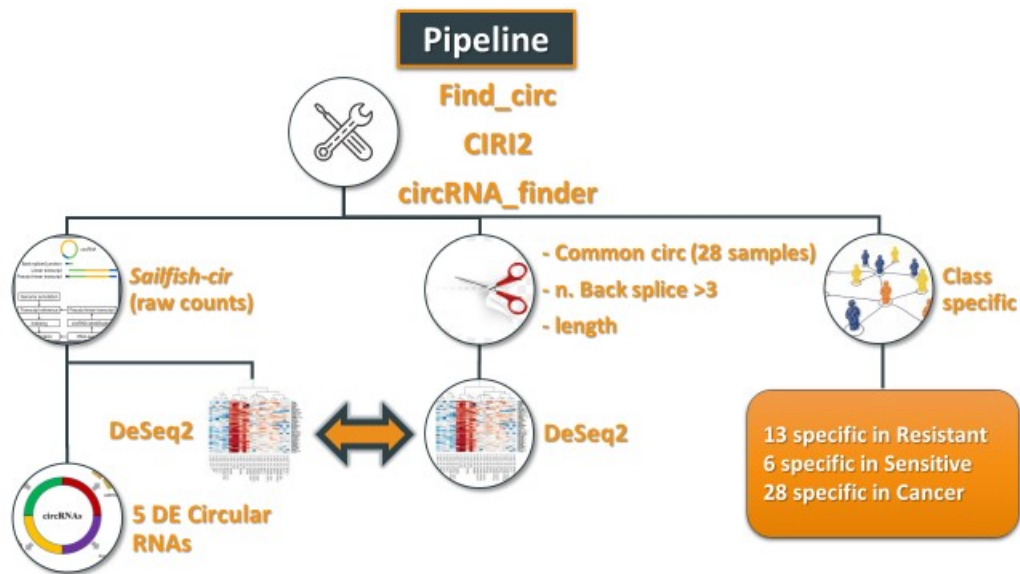 Pipeline
Find_circ
CIRI2
circRNA_finder
Sailfish-cir
(raw counts)
- Common circ (28 samples)
- n. Back splice >3
- length
Class
specific
DeSeq2
DeSeq2
13 specific in Resistant
6 specific in Sensitive
28 specific in Cancer
circRNAs
5 DE Circular
RNAs